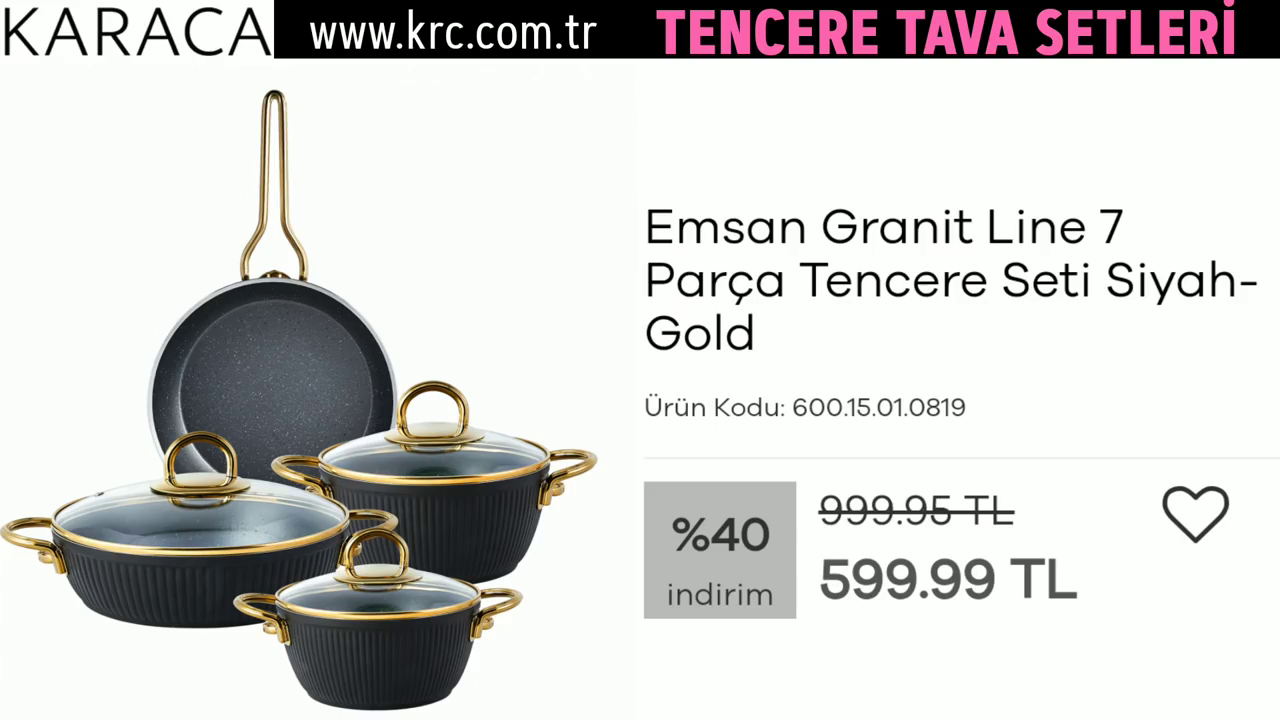 KARACA www.krc.com.tr TENCERE TAVA SETLERİ
Emsan Granit Line 7
Parça Tencere Seti Siyah-
Gold
Ürün Kodu: 600.15.01.0819
%40
indirim
999.95 TL
599.99 TL